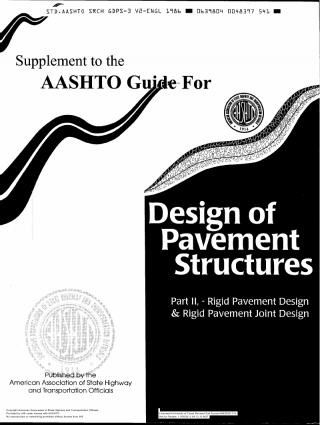 STD.AASHTO SRCH GDPS-3 V2-ENGL 1986 ■ 0639804 0048397 541 ■
Supplement to the
AASHTO Guide For
1914
Design of
Pavement
Structures
Part II, - Rigid Pavement Design
& Rigid Pavement Joint Design
Published by the
American Association of State Highway
and Transportation Officials